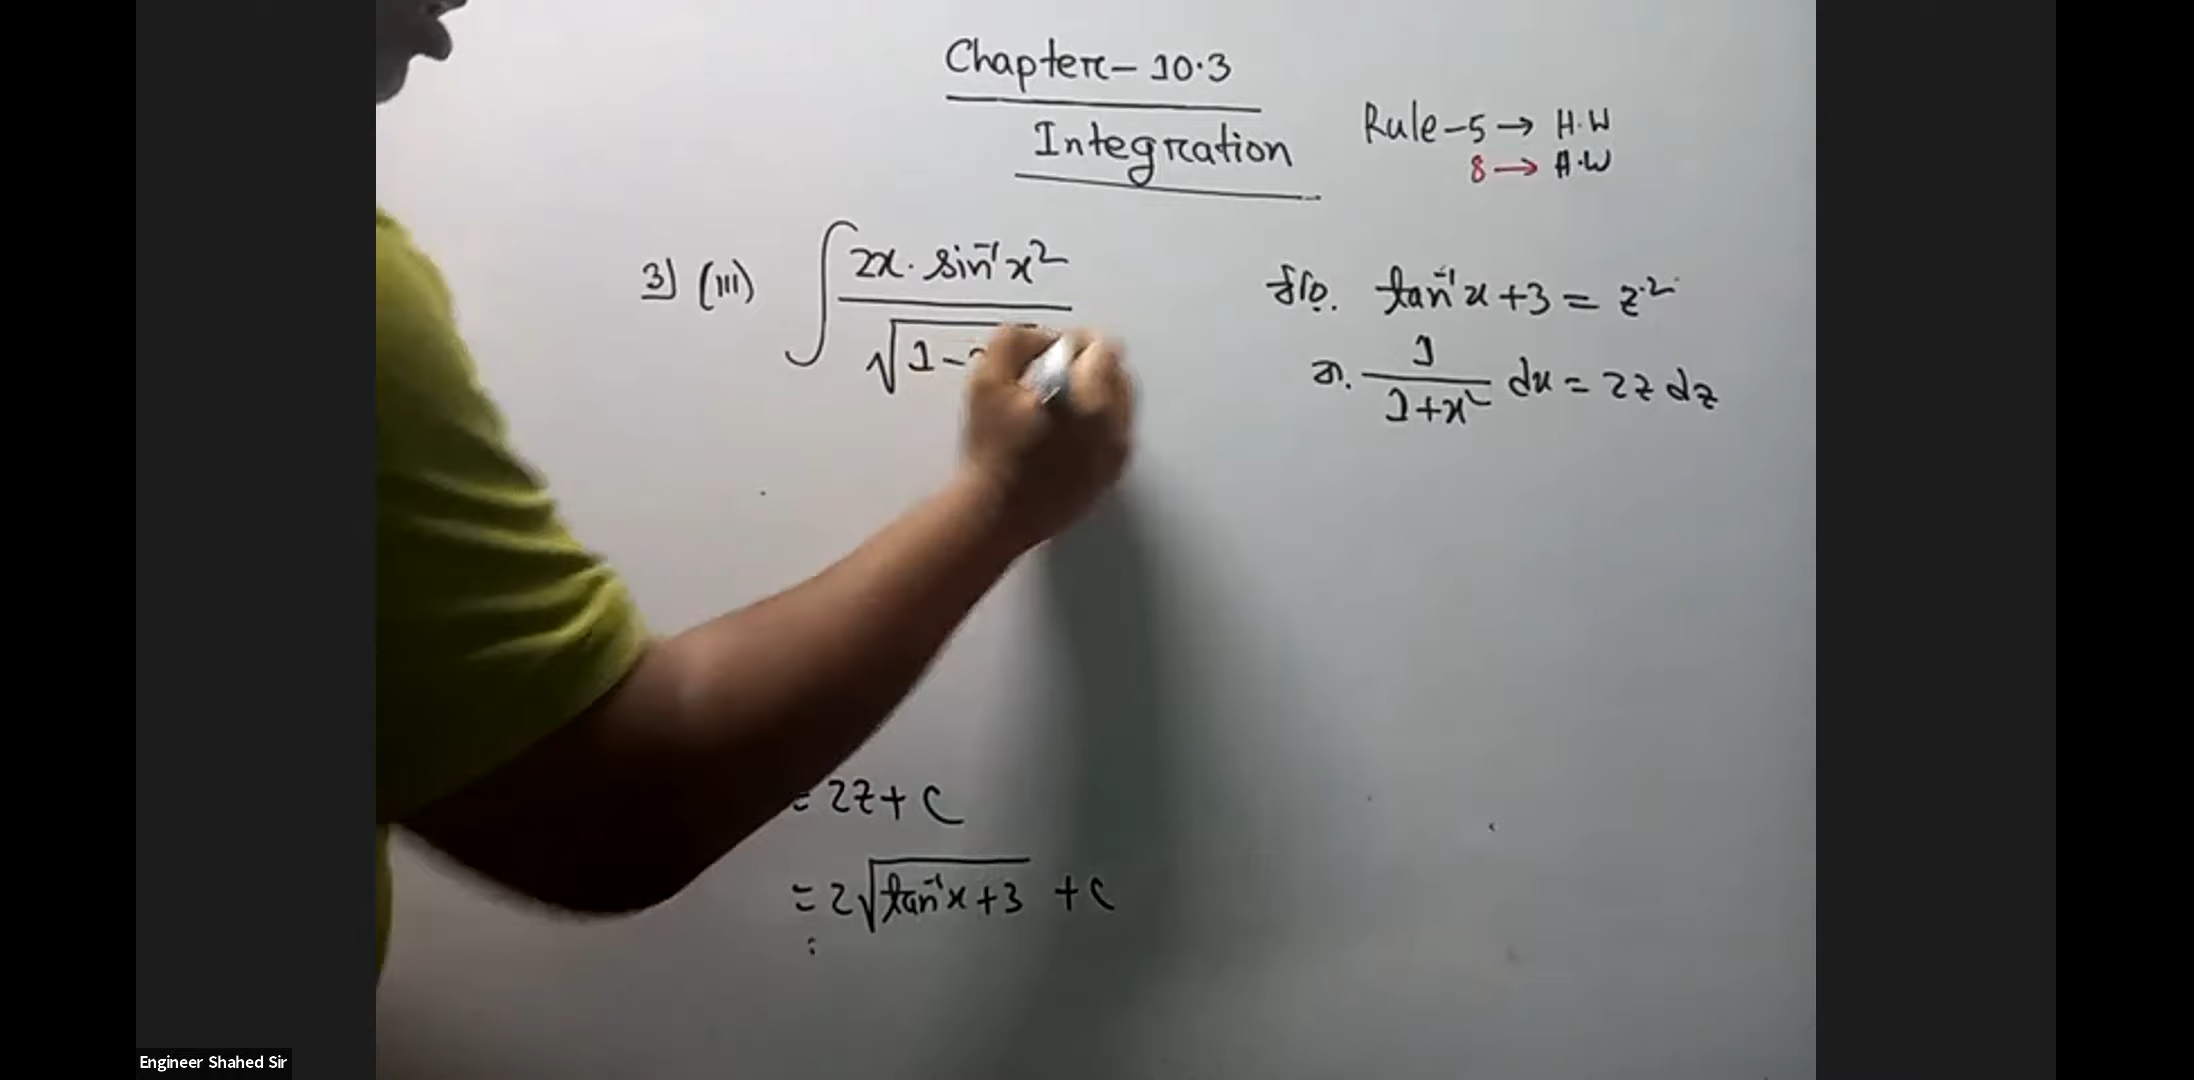 Chapter- 10.3
Integration
Rule-5 → H.W
8 → A.W
3) (iii) ∫ 2x. sin⁻¹x²
√1-
ধরি. tan⁻¹x + 3 = z²
বা. 1/1+x² dx = 2z dz
= 2z + c
= 2√tan⁻¹x + 3 + c
Engineer Shahed Sir